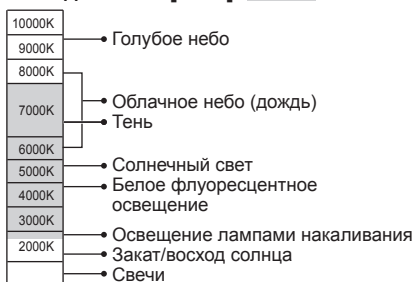 10000K
9000K
Голубое небо
8000K
Облачное небо (дождь)
7000K
Тень
6000K
5000K
Солнечный свет
4000K
Белое флуоресцентное
освещение
3000K
Освещение лампами накаливания
2000K
Закат/восход солнца
Свечи